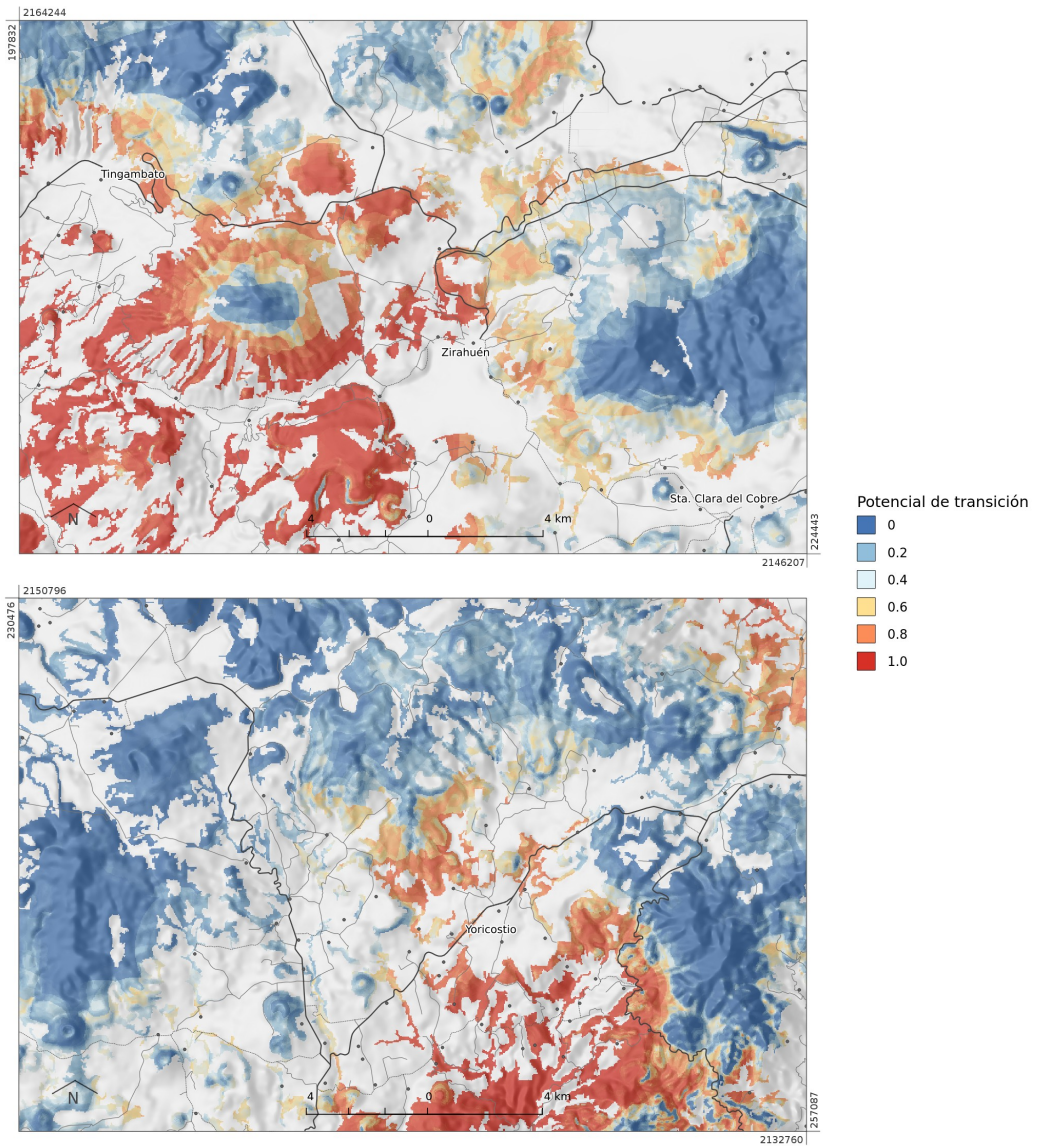 2164244
197832
Tingambato
Zirahuén
Sta. Clara del Cobre
N
4 0 4 km
224443
2146207
Potencial de transición
0
0.2
0.4
0.6
0.8
1.0
2150796
230476
Yoricostio
N
4 0 4 km
257087
2132760